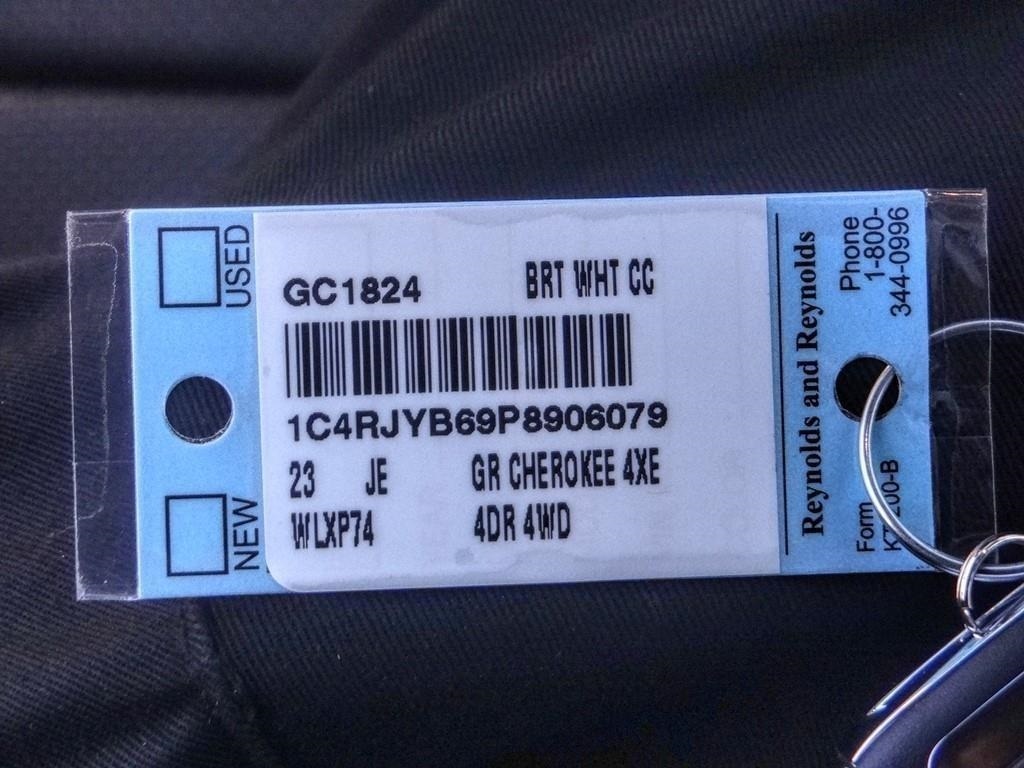 USED
NEW
GC1824 BRT WHT CC
1C4RJYB69P8906079
23 JE GR CHEROKEE 4XE
WLXP74 4DR 4WD
Reynolds and Reynolds
Phone
1-800-
344-0996
Form